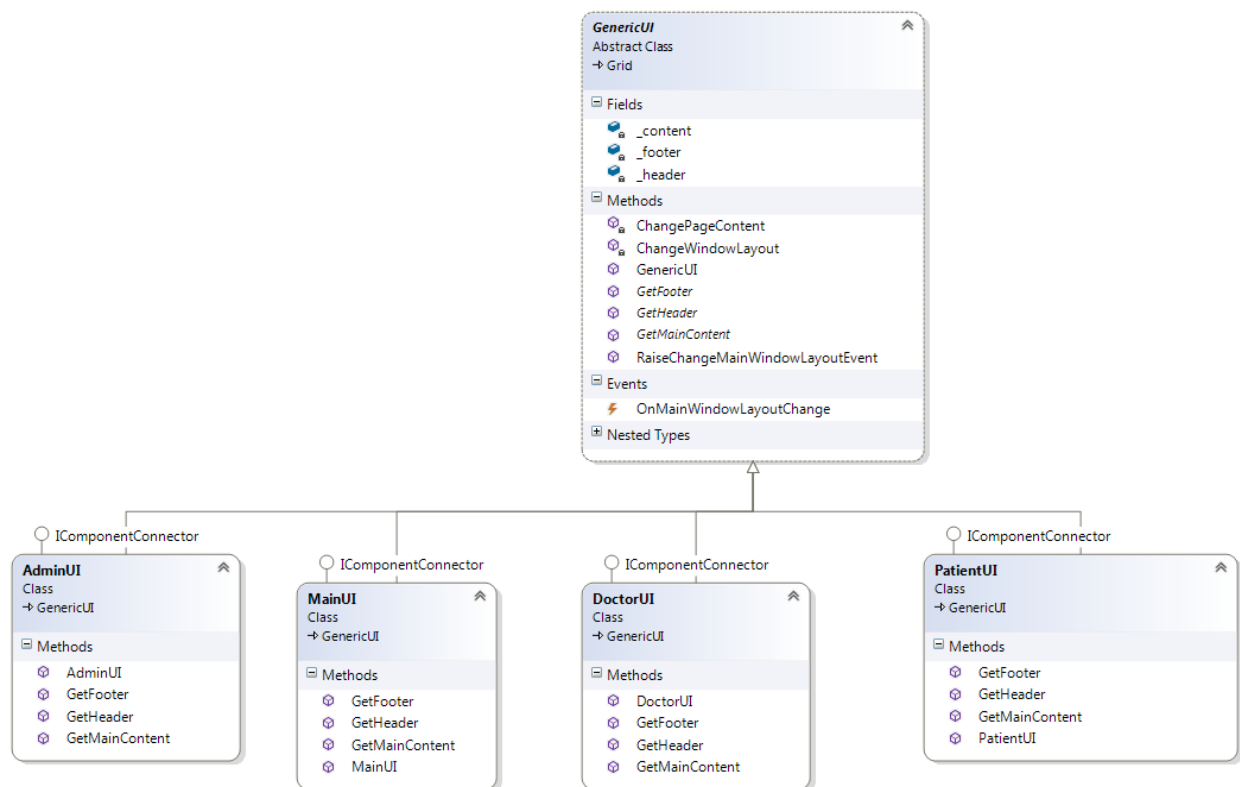 GenericUI
Abstract Class
Grid
Fields
_content
_footer
_header
Methods
ChangePageContent
ChangeWindowLayout
GenericUI
GetFooter
GetHeader
GetMainContent
RaiseChangeMainWindowLayoutEvent
Events
OnMainWindowLayoutChange
Nested Types
IComponentConnector
AdminUI
Class
GenericUI
Methods
AdminUI
GetFooter
GetHeader
GetMainContent
IComponentConnector
MainUI
Class
GenericUI
Methods
GetFooter
GetHeader
GetMainContent
MainUI
IComponentConnector
DoctorUI
Class
GenericUI
Methods
DoctorUI
GetFooter
GetHeader
GetMainContent
IComponentConnector
PatientUI
Class
GenericUI
Methods
GetFooter
GetHeader
GetMainContent
PatientUI